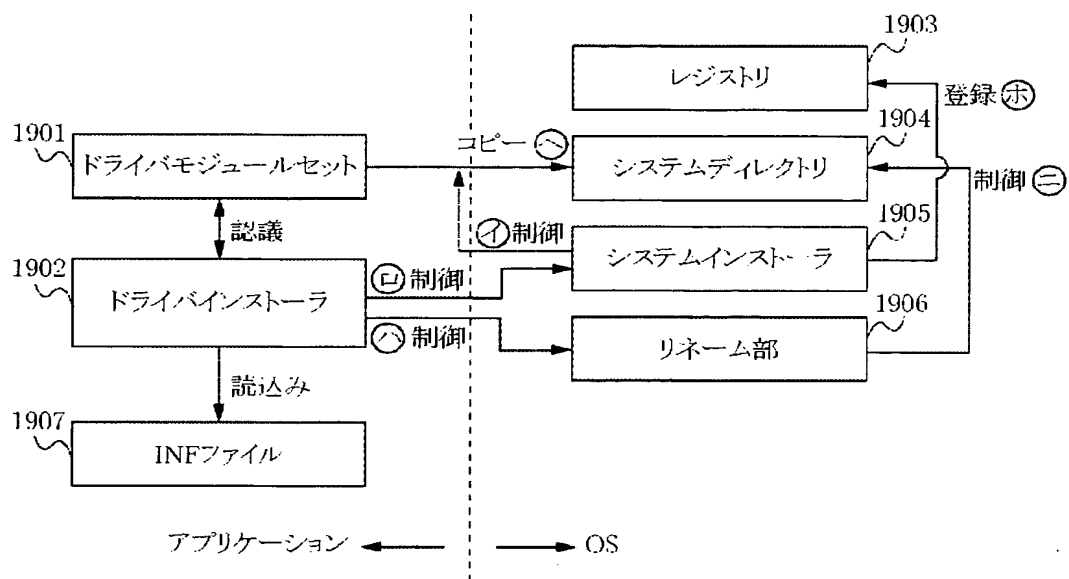 1903
レジストリ
登録 ホ
1901
ドライバモジュールセット
コピー ヘ
1904
システムディレクトリ
制御 ニ
認議
イ 制御
1905
システムインストーラ
1902
ドライバインストーラ
ロ 制御
ハ 制御
1906
リネーム部
読込み
1907
INFファイル
アプリケーション
OS